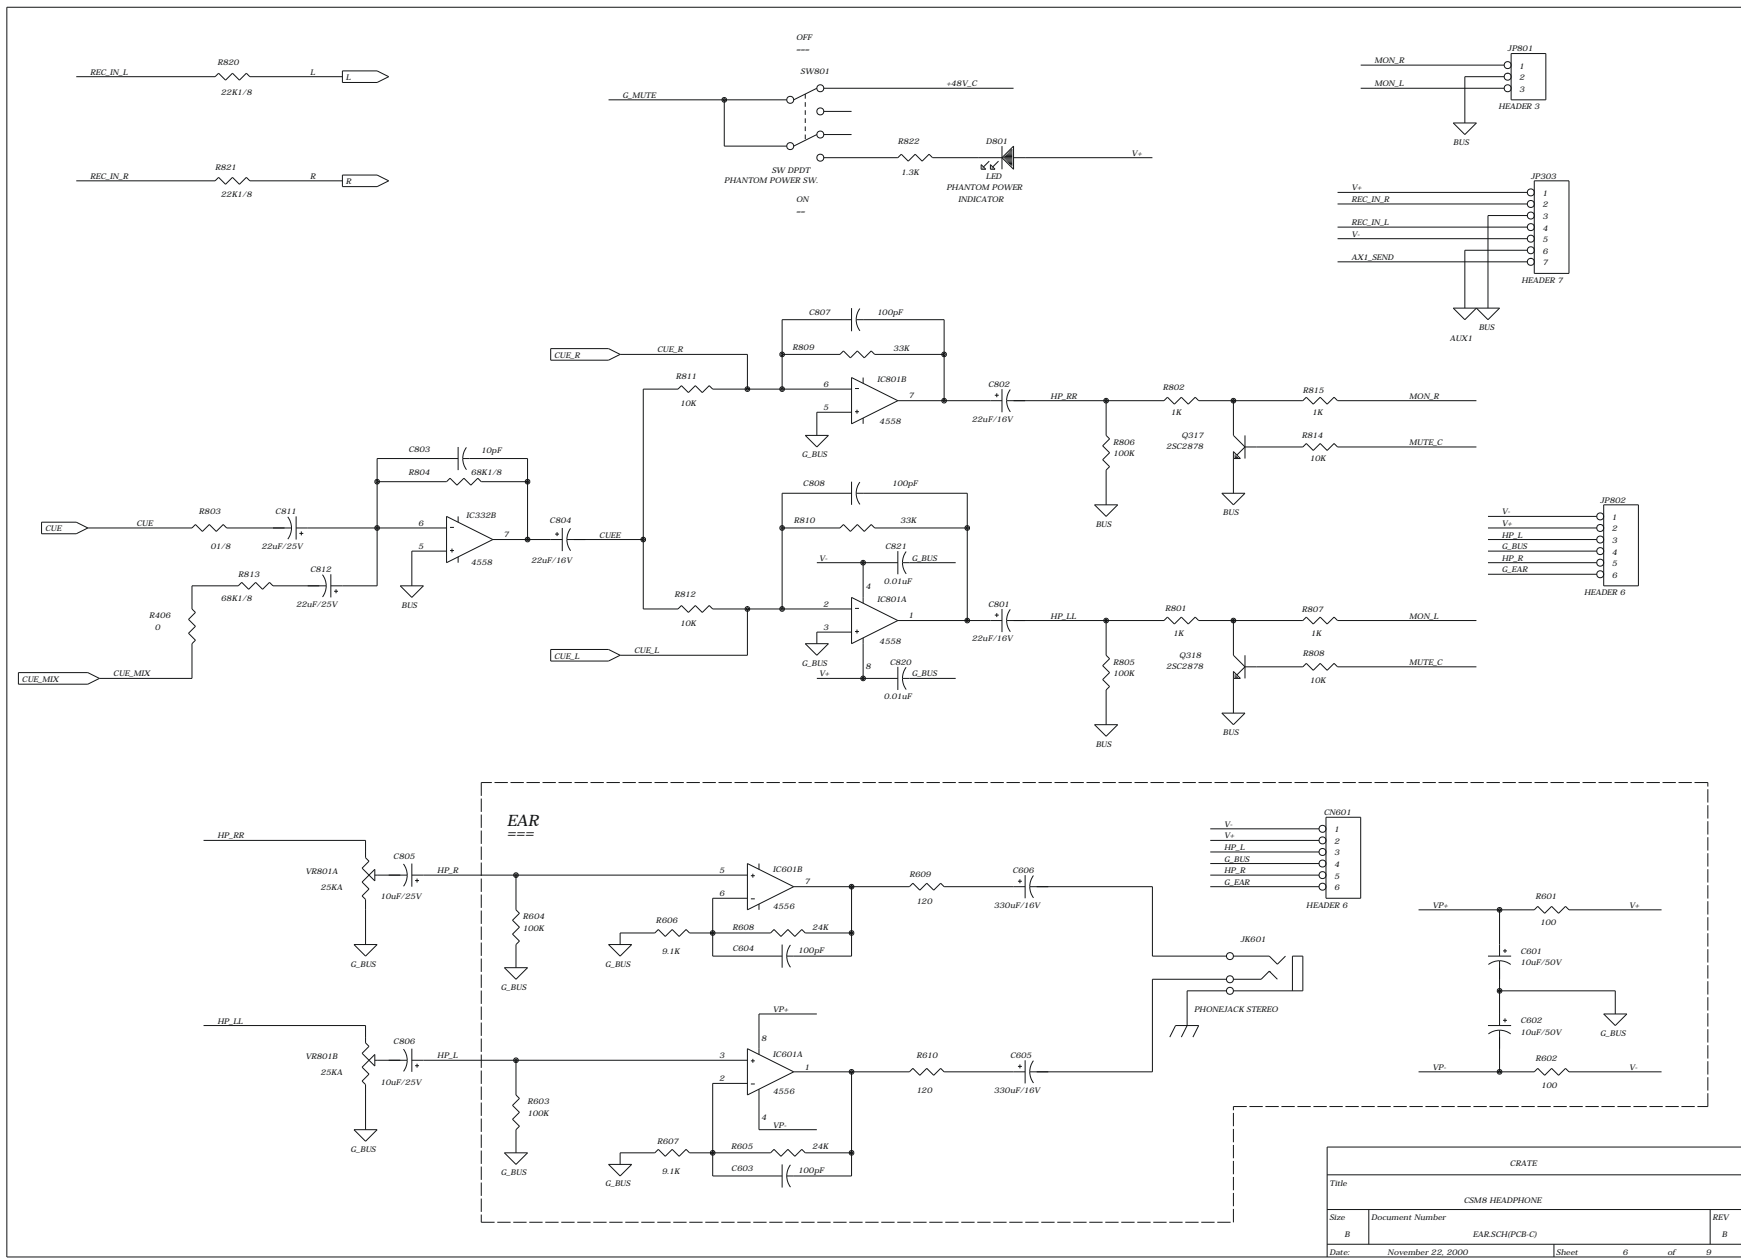 OFF
---
SW801
G_MUTE
+48V_C
R822
D801
1.3K
V+
LED
SW DPDT
PHANTOM POWER SW.
PHANTOM POWER
INDICATOR
ON
--
REC_IN_L
R820
L
L
22K1/8
REC_IN_R
R821
R
R
22K1/8
JP801
MON_R
1
2
MON_L
3
HEADER 3
BUS
JP303
V+
1
REC_IN_R
2
3
REC_IN_L
4
V-
5
6
AX1_SEND
7
HEADER 7
BUS
AUX1
C807
100pF
CUE_R
CUE_R
R809
33K
R811
10K
6
IC801B
7
5
4558
G_BUS
C802
22uF/16V
HP_RR
R802
1K
R815
1K
MON_R
R806
100K
Q317
2SC2878
R814
10K
MUTE_C
BUS
BUS
C803
10pF
R804
68K1/8
CUE
CUE
R803
01/8
C811
22uF/25V
6
IC332B
7
5
4558
BUS
C804
22uF/16V
CUEE
R813
68K1/8
C812
22uF/25V
R406
0
CUE_MIX
CUE_MIX
C808
100pF
R810
33K
V-
C821
G_BUS
0.01uF
4
R812
10K
2
IC801A
1
3
4558
G_BUS
8
C820
G_BUS
V+
0.01uF
CUE_L
CUE_L
C801
22uF/16V
HP_LL
R801
1K
R807
1K
MON_L
R805
100K
Q318
2SC2878
R808
10K
MUTE_C
BUS
BUS
JP802
V-
1
V+
2
HP_L
3
G_BUS
4
HP_R
5
G_EAR
6
HEADER 6
EAR
===
HP_RR
VR801A
25KA
C805
10uF/25V
HP_R
G_BUS
R604
100K
G_BUS
5
IC601B
7
6
4556
R606
9.1K
R608
24K
C604
100pF
G_BUS
R609
120
C606
330uF/16V
JK601
PHONEJACK STEREO
HP_LL
VR801B
25KA
C806
10uF/25V
HP_L
G_BUS
R603
100K
G_BUS
VP+
8
3
IC601A
1
2
4556
4
VP-
R607
9.1K
R605
24K
C603
100pF
G_BUS
R610
120
C605
330uF/16V
CN601
V-
1
V+
2
HP_L
3
G_BUS
4
HP_R
5
G_EAR
6
HEADER 6
VP+
R601
V+
100
C601
10uF/50V
C602
10uF/50V
G_BUS
VP-
R602
V-
100
CRATE
Title
CSM8 HEADPHONE
Size
Document Number
REV
B
EAR.SCH(PCB-C)
B
Date:
November 22, 2000
Sheet
6
of
9